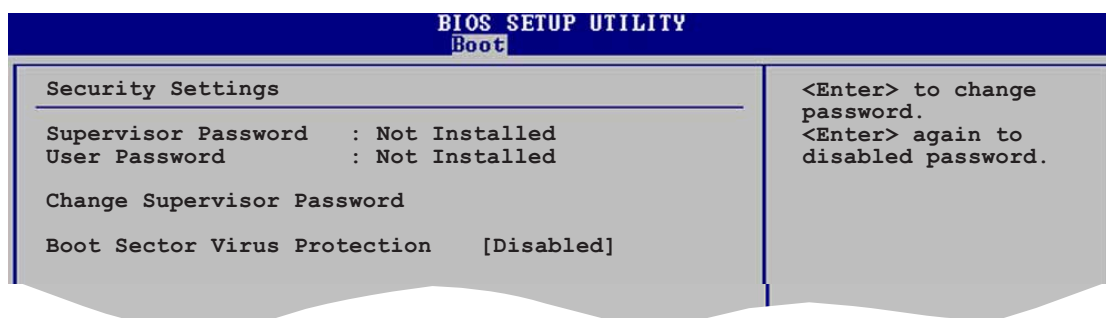 BIOS SETUP UTILITY
Boot
Security Settings
Supervisor Password : Not Installed
User Password : Not Installed
Change Supervisor Password
Boot Sector Virus Protection [Disabled]
<Enter> to change
password.
<Enter> again to
disabled password.